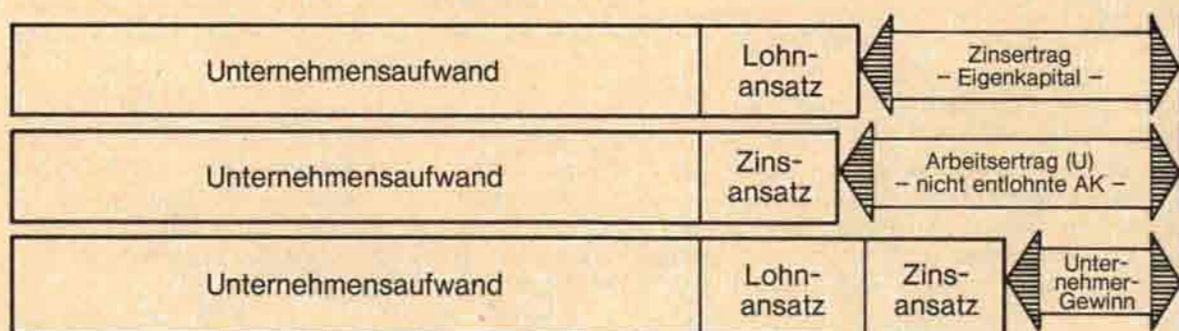 Unternehmensaufwand
Lohn-
ansatz
Zinsertrag
– Eigenkapital –
Unternehmensaufwand
Zins-
ansatz
Arbeitsertrag (U)
– nicht entlohnte AK –
Unternehmensaufwand
Lohn-
ansatz
Zins-
ansatz
Unter-
nehmer-
Gewinn